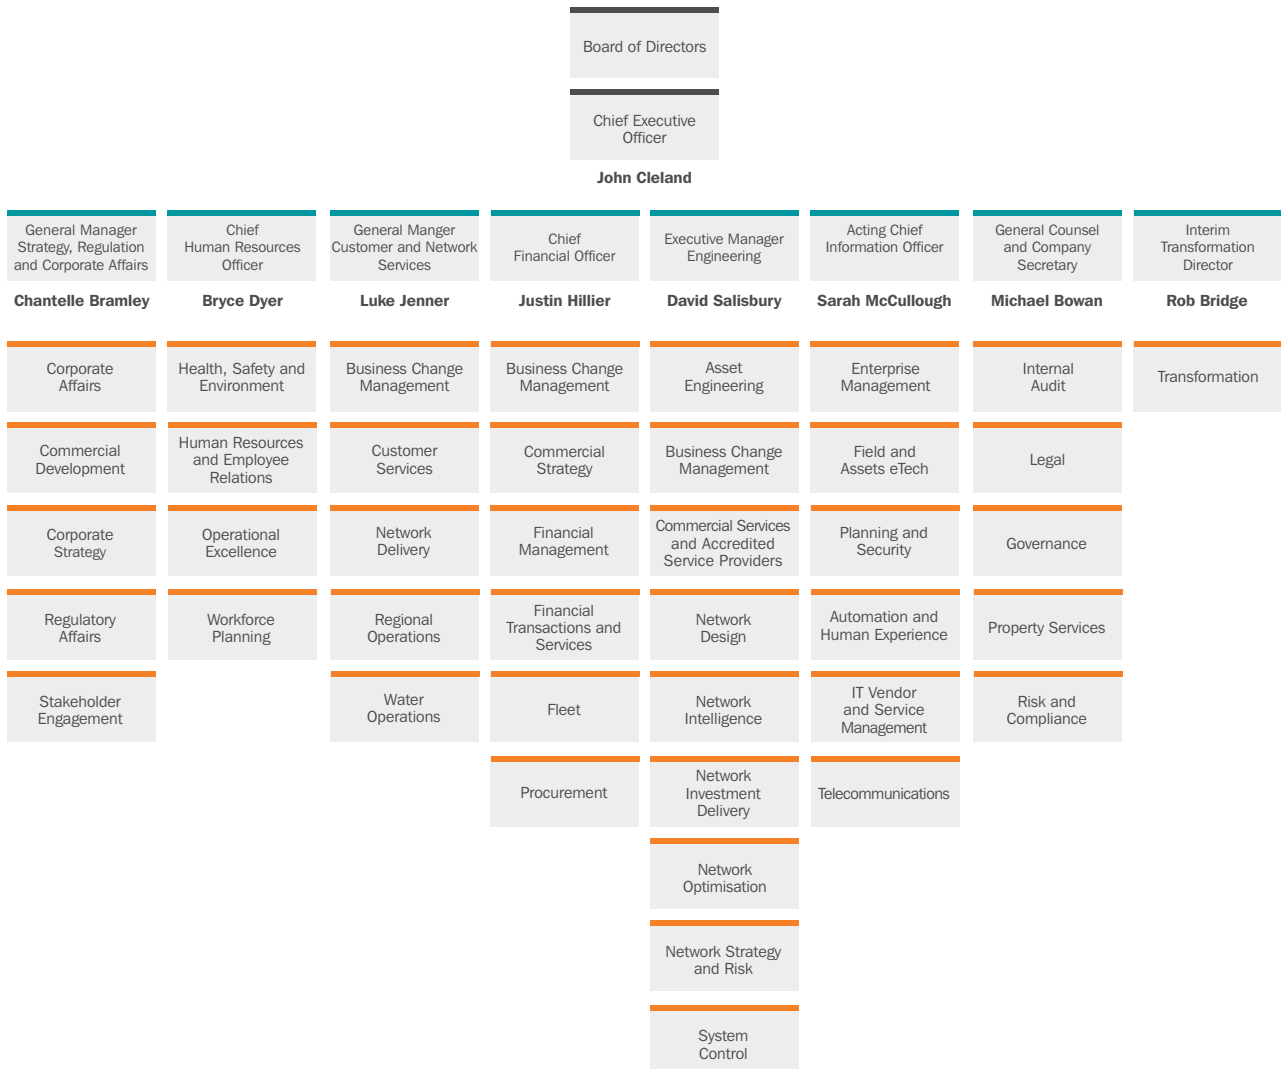 Board of Directors
Chief Executive
Officer
John Cleland
General Manager
Strategy, Regulation
and Corporate Affairs
Chantelle Bramley
Chief
Human Resources
Officer
Bryce Dyer
General Manger
Customer and Network
Services
Luke Jenner
Chief
Financial Officer
Justin Hillier
Executive Manager
Engineering
David Salisbury
Acting Chief
Information Officer
Sarah McCullough
General Counsel
and Company
Secretary
Michael Bowan
Interim
Transformation
Director
Rob Bridge
Corporate
Affairs
Commercial
Development
Corporate
Strategy
Regulatory
Affairs
Stakeholder
Engagement
Health, Safety and
Environment
Human Resources
and Employee
Relations
Operational
Excellence
Workforce
Planning
Business Change
Management
Customer
Services
Network
Delivery
Regional
Operations
Water
Operations
Business Change
Management
Commercial
Strategy
Financial
Management
Financial
Transactions and
Services
Fleet
Procurement
Asset
Engineering
Business Change
Management
Commercial Services
and Accredited
Service Providers
Network
Design
Network
Intelligence
Network
Investment
Delivery
Network
Optimisation
Network Strategy
and Risk
System
Control
Enterprise
Management
Field and
Assets eTech
Planning and
Security
Automation and
Human Experience
IT Vendor
and Service
Management
Telecommunications
Internal
Audit
Legal
Governance
Property Services
Risk and
Compliance
Transformation